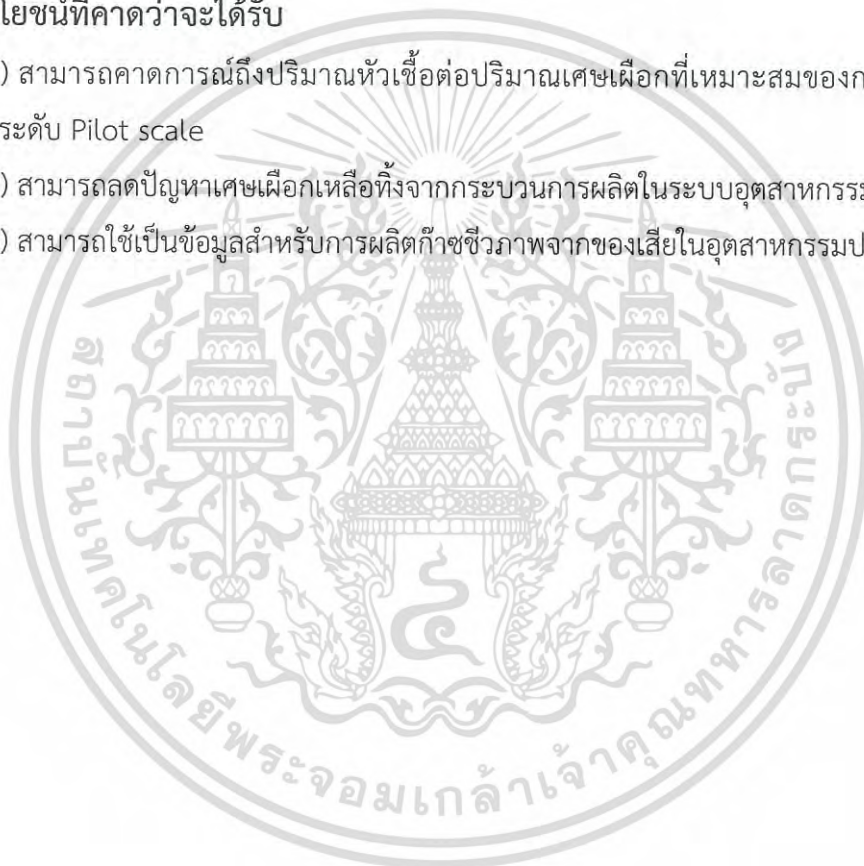 โยชน์ที่คาดว่าจะได้รับ
) สามารถคาดการณ์ถึงปริมาณหัวเชื้อต่อปริมาณเศษเผือกที่เหมาะสมของก
ระดับ Pilot scale
) สามารถลดปัญหาเศษเผือกเหลือทิ้งจากกระบวนการผลิตในระบบอุตสาหกรร
) สามารถใช้เป็นข้อมูลสำหรับการผลิตก๊าซชีวภาพจากของเสียในอุตสาหกรรมป
สถาบันเทคโนโลยีพระจอมเกล้าเจ้าคุณทหารลาดกระบัง